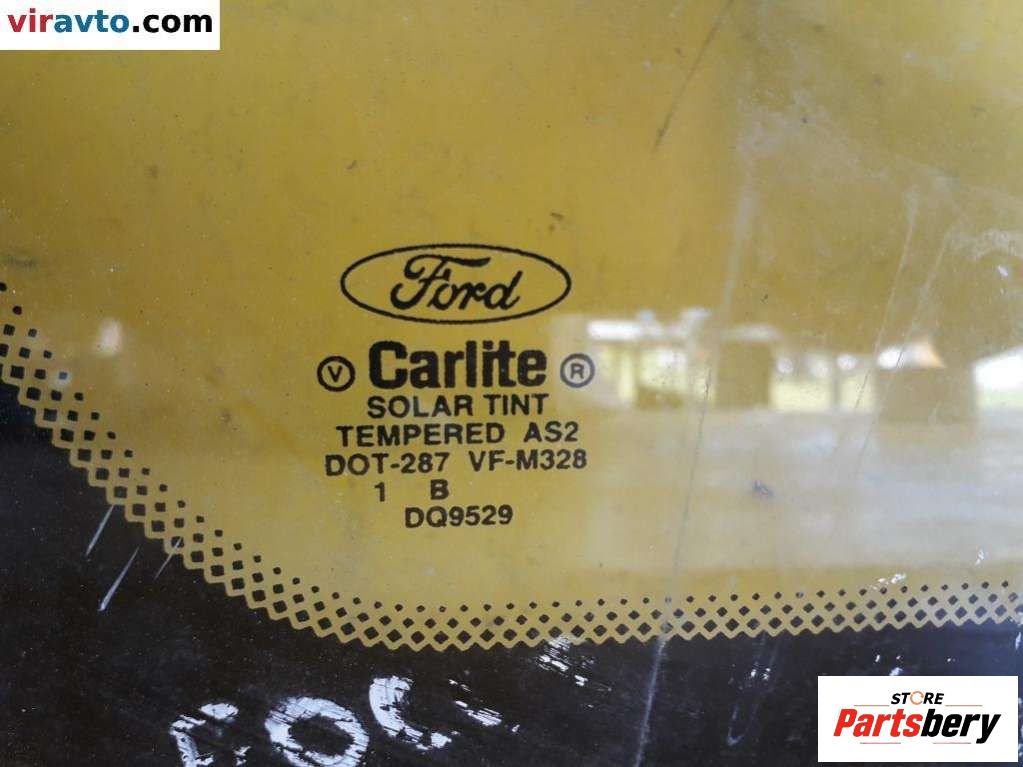 viravto.com
Ford
V Carlite R
SOLAR TINT
TEMPERED AS2
DOT-287 VF-M328
1 B
DQ9529
STORE
Partsbery